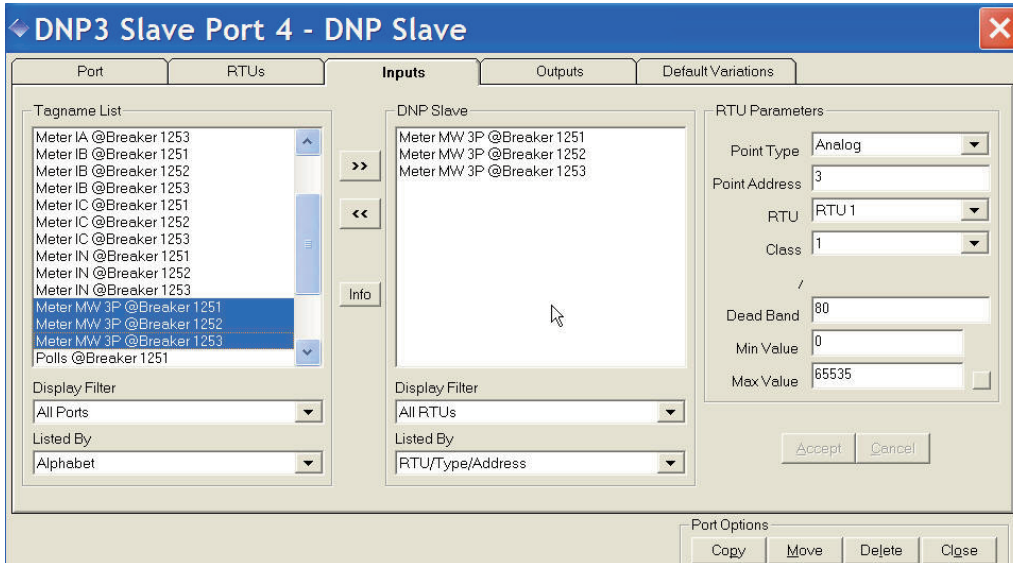 DNP3 Slave Port 4 - DNP Slave
Port
RTUs
Inputs
Outputs
Default Variations
Tagname List
Meter IA @Breaker 1253
Meter IB @Breaker 1251
Meter IB @Breaker 1252
Meter IB @Breaker 1253
Meter IC @Breaker 1251
Meter IC @Breaker 1252
Meter IC @Breaker 1253
Meter IN @Breaker 1251
Meter IN @Breaker 1252
Meter IN @Breaker 1253
Meter MW 3P @Breaker 1251
Meter MW 3P @Breaker 1252
Meter MW 3P @Breaker 1253
Polls @Breaker 1251
Display Filter
All Ports
Listed By
Alphabet
>>
<<
Info
DNP Slave
Meter MW 3P @Breaker 1251
Meter MW 3P @Breaker 1252
Meter MW 3P @Breaker 1253
Display Filter
All RTUs
Listed By
RTU/Type/Address
RTU Parameters
Point Type Analog
Point Address 3
RTU RTU 1
Class 1
/
Dead Band 80
Min Value 0
Max Value 65535
Accept
Cancel
Port Options
Copy
Move
Delete
Close